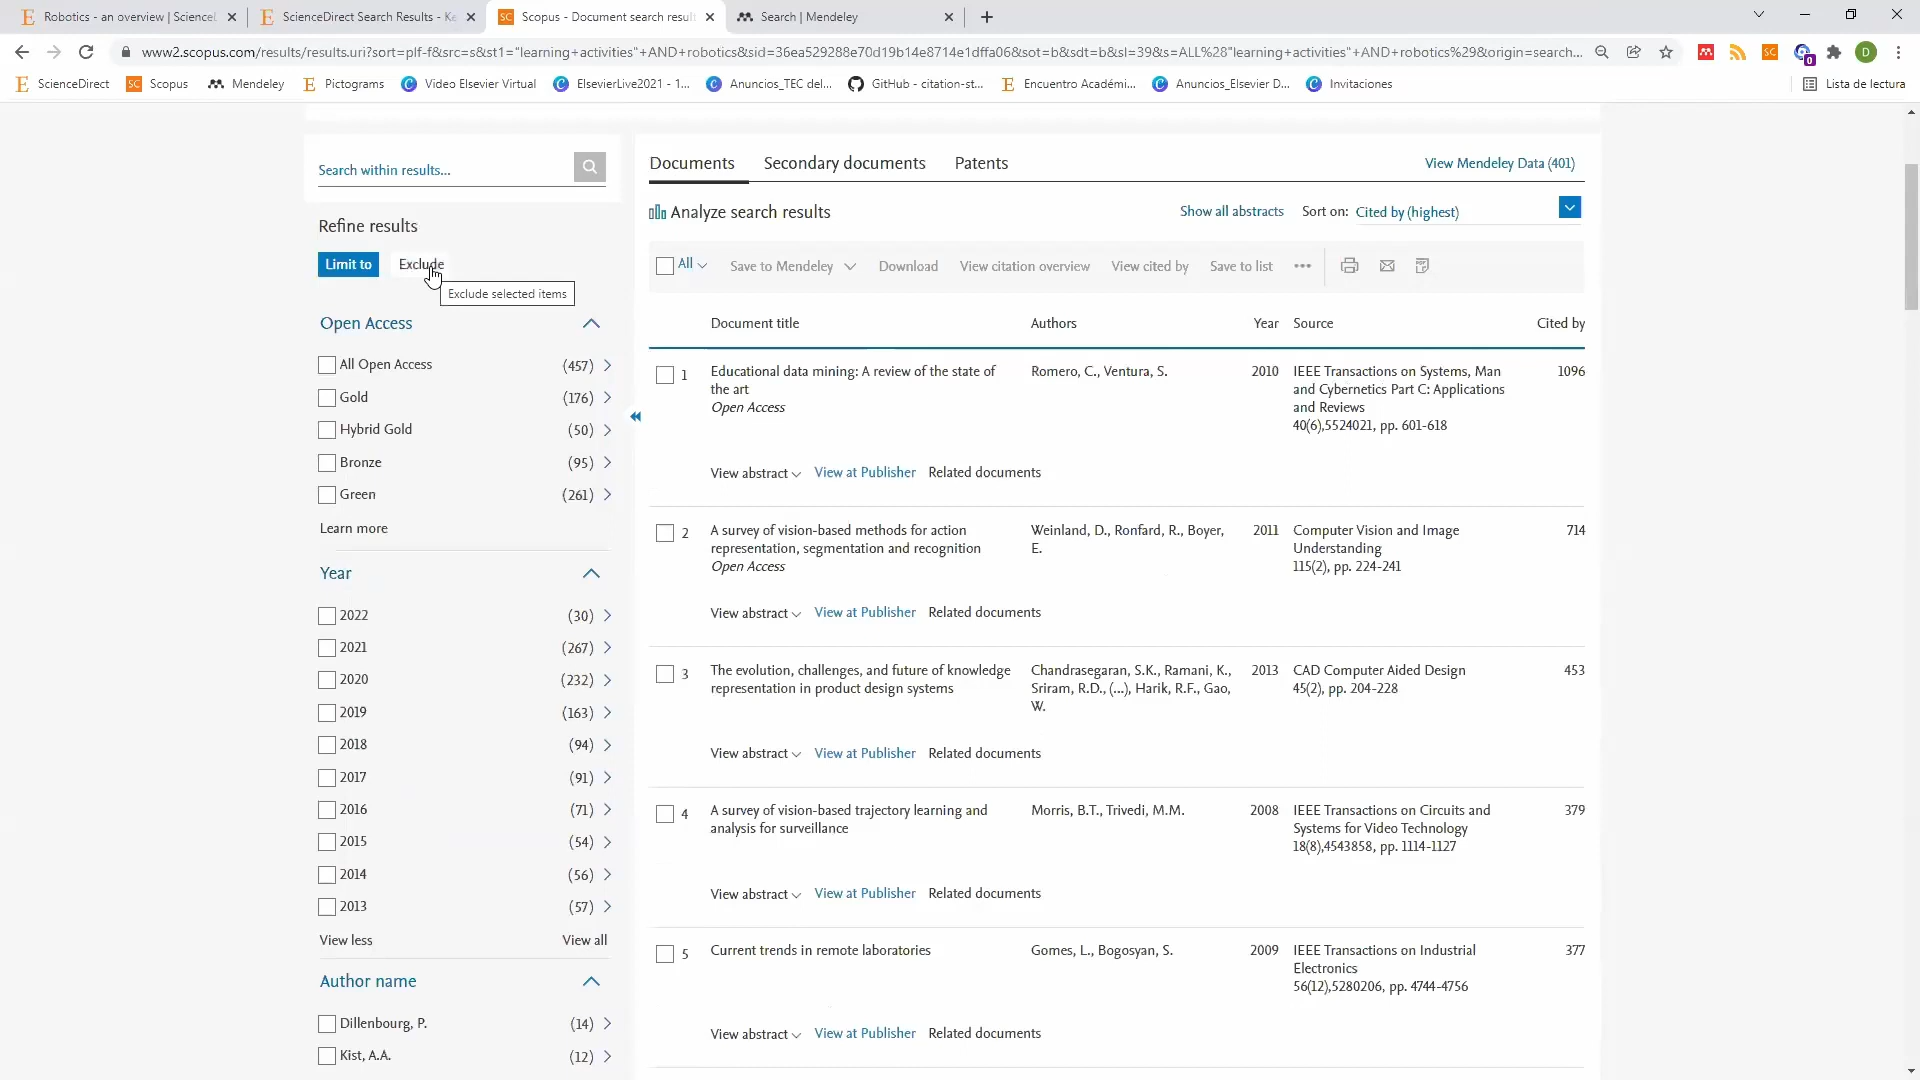 Robotics - an overview | ScienceD
ScienceDirect Search Results - Ke
Scopus - Document search result
Search | Mendeley
www2.scopus.com/results/results.uri?sort=plf-f&src=s&st1="learning+activities"+AND+robotics&sid=36ea529288e70d19b14e8714e1dffa06&sot=b&sdt=b&sl=39&s=ALL%28"learning+activities"+AND+robotics%29&origin=search...
ScienceDirect
Scopus
Mendeley
Pictograms
Video Elsevier Virtual
ElsevierLive2021 - 1...
Anuncios_TEC del...
GitHub - citation-st...
Encuentro Académi...
Anuncios_Elsevier D...
Invitaciones
Lista de lectura
Search within results...
Refine results
Limit to
Exclude
Exclude selected items
Open Access
All Open Access (457)
Gold (176)
Hybrid Gold (50)
Bronze (95)
Green (261)
Learn more
Year
2022 (30)
2021 (267)
2020 (232)
2019 (163)
2018 (94)
2017 (91)
2016 (71)
2015 (54)
2014 (56)
2013 (57)
View less View all
Author name
Dillenbourg, P. (14)
Kist, A.A. (12)
Documents Secondary documents Patents View Mendeley Data (401)
Analyze search results Show all abstracts Sort on: Cited by (highest)
All Save to Mendeley Download View citation overview View cited by Save to list •••
Document title Authors Year Source Cited by
1 Educational data mining: A review of the state of Romero, C., Ventura, S. 2010 IEEE Transactions on Systems, Man 1096
the art and Cybernetics Part C: Applications
Open Access and Reviews
40(6),5524021, pp. 601-618
View abstract View at Publisher Related documents
2 A survey of vision-based methods for action Weinland, D., Ronfard, R., Boyer, 2011 Computer Vision and Image 714
representation, segmentation and recognition E. Understanding
Open Access 115(2), pp. 224-241
View abstract View at Publisher Related documents
3 The evolution, challenges, and future of knowledge Chandrasegaran, S.K., Ramani, K., 2013 CAD Computer Aided Design 453
representation in product design systems Sriram, R.D., (...), Harik, R.F., Gao, 45(2), pp. 204-228
W.
View abstract View at Publisher Related documents
4 A survey of vision-based trajectory learning and Morris, B.T., Trivedi, M.M. 2008 IEEE Transactions on Circuits and 379
analysis for surveillance Systems for Video Technology
18(8),4543858, pp. 1114-1127
View abstract View at Publisher Related documents
5 Current trends in remote laboratories Gomes, L., Bogosyan, S. 2009 IEEE Transactions on Industrial 377
Electronics
56(12),5280206, pp. 4744-4756
View abstract View at Publisher Related documents